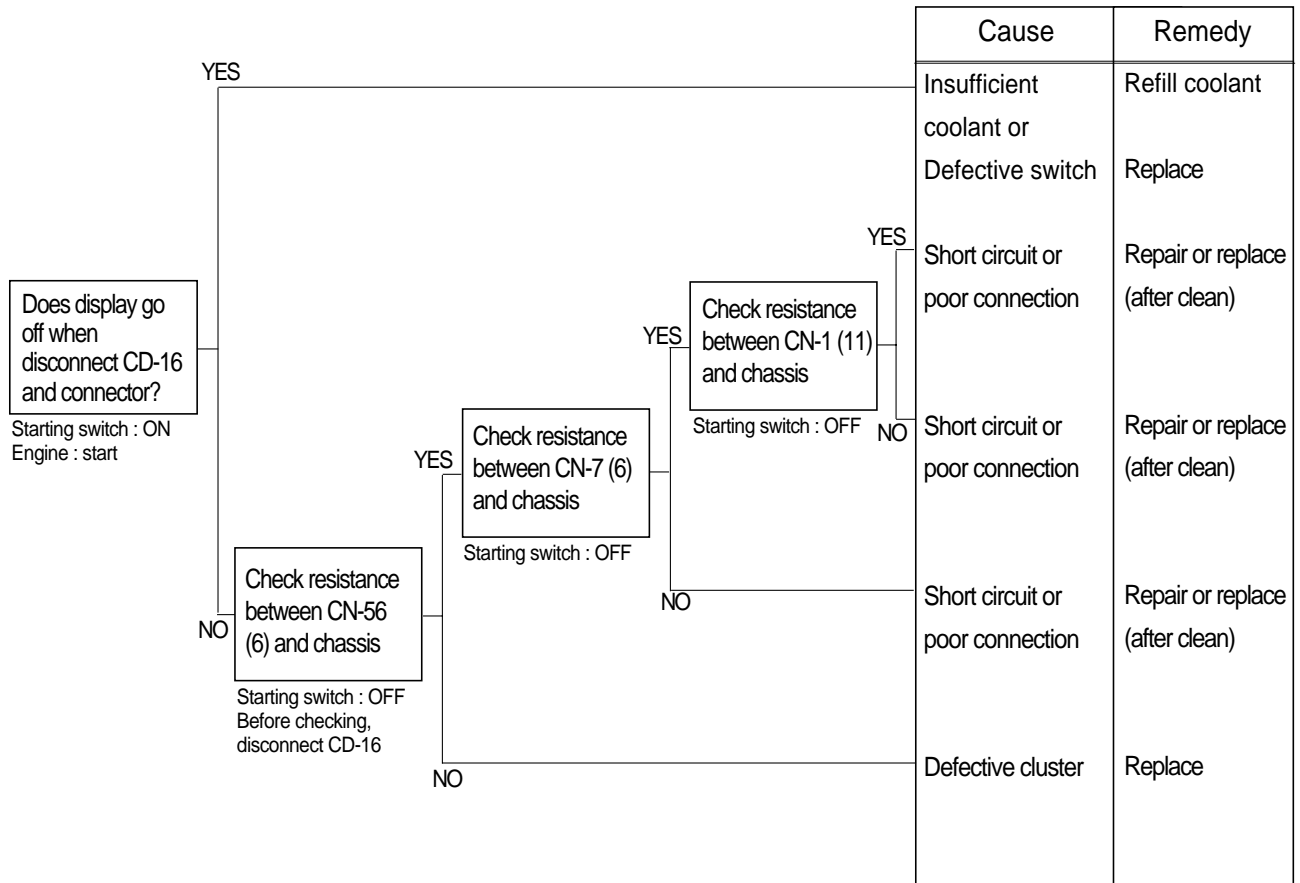 Cause
Remedy
YES
Insufficient
coolant or
Defective switch
Refill coolant
Replace
YES
Short circuit or
poor connection
Repair or replace
(after clean)
Does display go
off when
disconnect CD-16
and connector?
Starting switch : ON
Engine : start
YES
Check resistance
between CN-1 (11)
and chassis
Starting switch : OFF
NO
Short circuit or
poor connection
Repair or replace
(after clean)
YES
Check resistance
between CN-7 (6)
and chassis
Starting switch : OFF
NO
Short circuit or
poor connection
Repair or replace
(after clean)
NO
Check resistance
between CN-56
(6) and chassis
Starting switch : OFF
Before checking,
disconnect CD-16
NO
Defective cluster
Replace